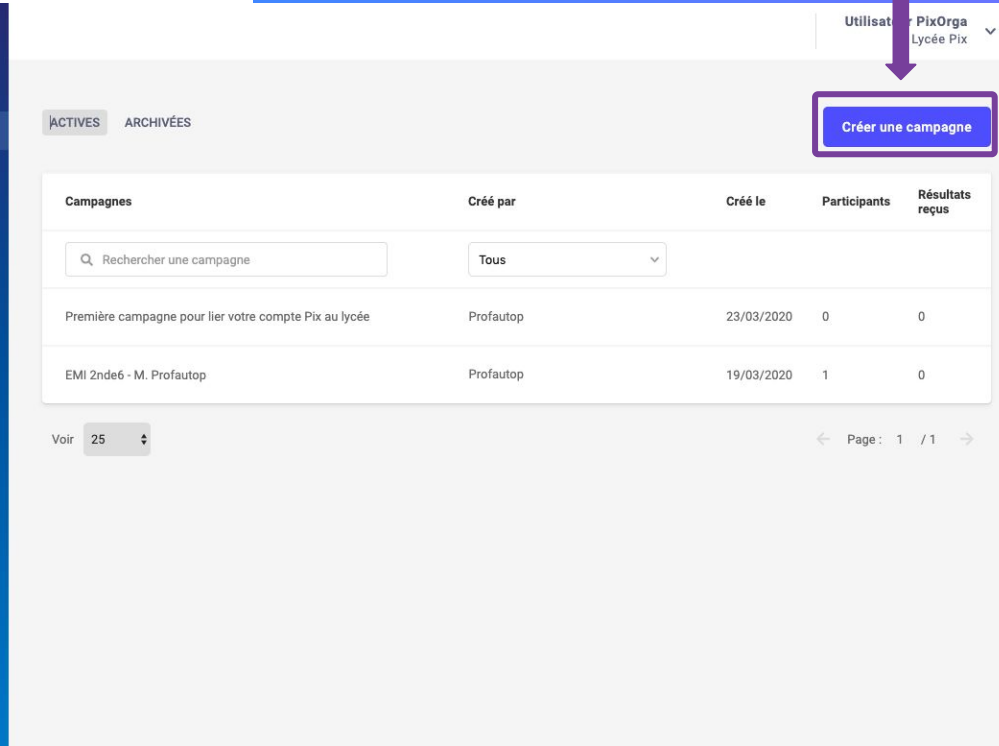 Utilisateur PixOrga
Lycée Pix
ACTIVES ARCHIVÉES
Créer une campagne
Campagnes Créé par Créé le Participants Résultats reçus
Rechercher une campagne Tous
Première campagne pour lier votre compte Pix au lycée Profautop 23/03/2020 0 0
EMI 2nde6 - M. Profautop Profautop 19/03/2020 1 0
Voir 25 Page : 1 / 1